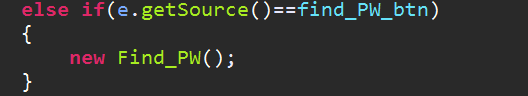 else if(e.getSource()==find_PW_btn)
{
    new Find_PW();
}